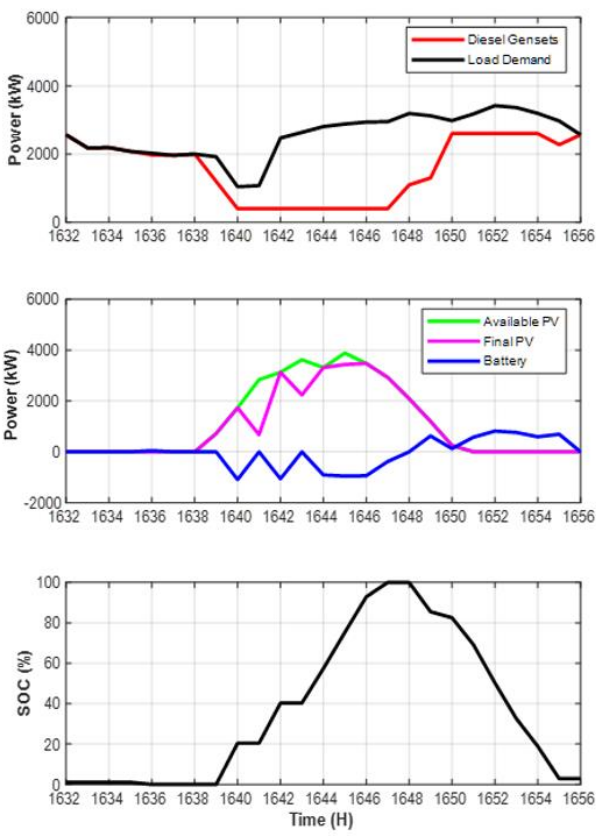 6000
4000
2000
0
Power (kW)
Diesel Gensets
Load Demand
1632 1634 1636 1638 1640 1642 1644 1646 1648 1650 1652 1654 1656
6000
4000
2000
0
-2000
Power (kW)
Available PV
Final PV
Battery
1632 1634 1636 1638 1640 1642 1644 1646 1648 1650 1652 1654 1656
100
80
60
40
20
0
SOC (%)
1632 1634 1636 1638 1640 1642 1644 1646 1648 1650 1652 1654 1656
Time (H)